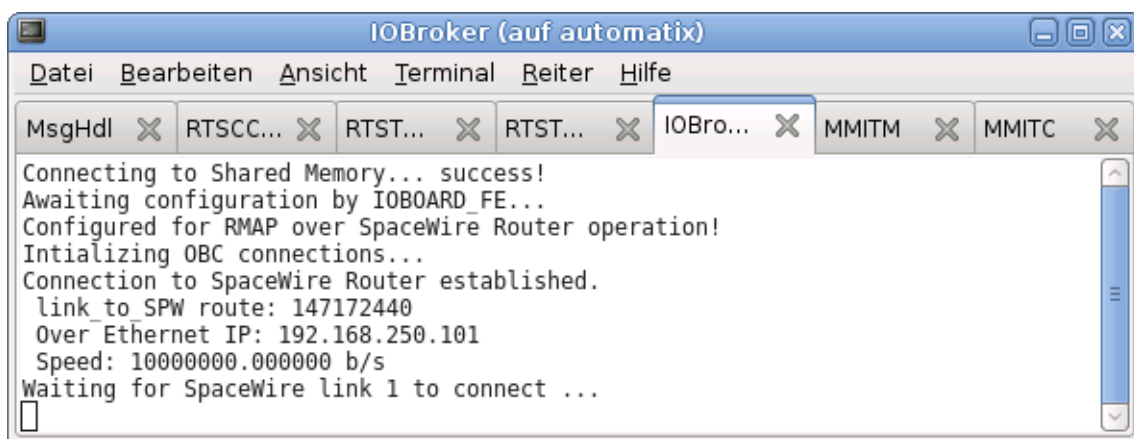 IOBroker (auf automatix)
Datei Bearbeiten Ansicht Terminal Reiter Hilfe
MsgHdl RTSCC... RTST... RTST... IOBro... MMITM MMITC
Connecting to Shared Memory... success!
Awaiting configuration by IOBOARD_FE...
Configured for RMAP over SpaceWire Router operation!
Intializing OBC connections...
Connection to SpaceWire Router established.
link_to_SPW route: 147172440
Over Ethernet IP: 192.168.250.101
Speed: 10000000.000000 b/s
Waiting for SpaceWire link 1 to connect ...